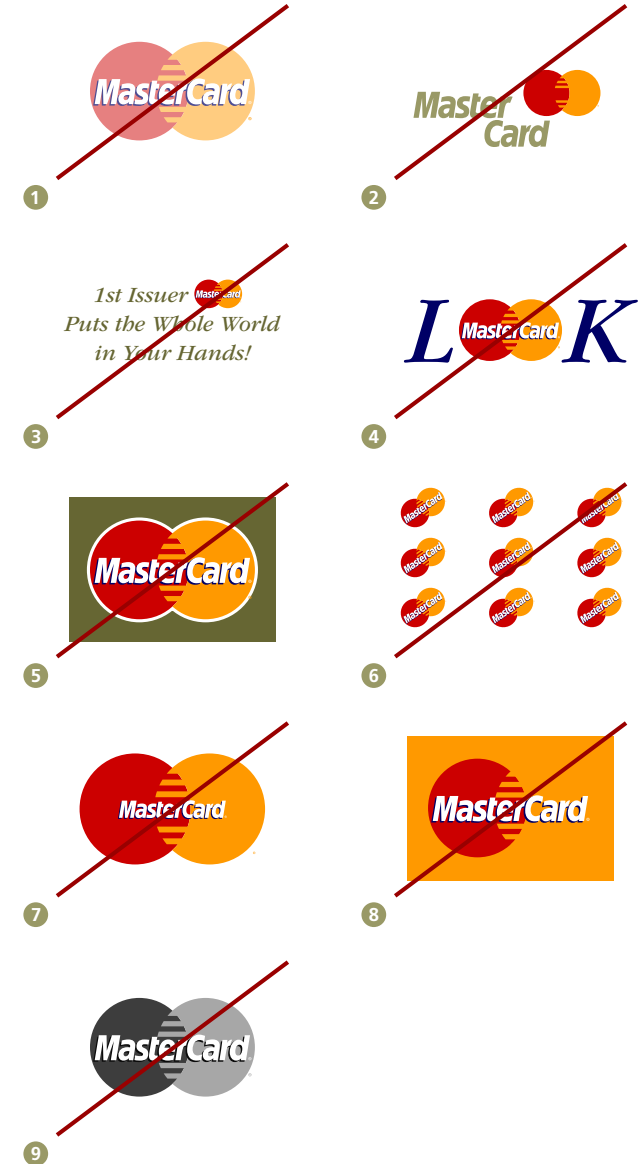 MasterCard
Master
Card
1
2
1st Issuer MasterCard
Puts the Whole World
in Your Hands!
L MasterCard K
3
4
MasterCard
MasterCard MasterCard MasterCard
MasterCard MasterCard MasterCard
MasterCard MasterCard MasterCard
5
6
MasterCard
MasterCard
7
8
MasterCard
9